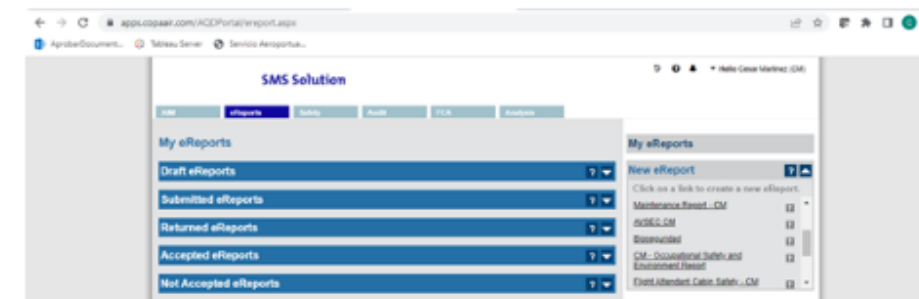 apps.copaair.com/AQDPortal/ereport.aspx
AprobarDocument... Tableau Server Servicio Aeroportua...
SMS Solution
Hello Cesar Martinez (CM)
eReports Safety Audit FCA Analysis
My eReports
Draft eReports
Submitted eReports
Returned eReports
Accepted eReports
Not Accepted eReports
My eReports
New eReport
Click on a link to create a new eReport.
Maintenance Report - CM
AVSEC CM
Bioseguridad
CM - Occupational Safety and
Environment Report
Flight Attendant Cabin Safety - CM